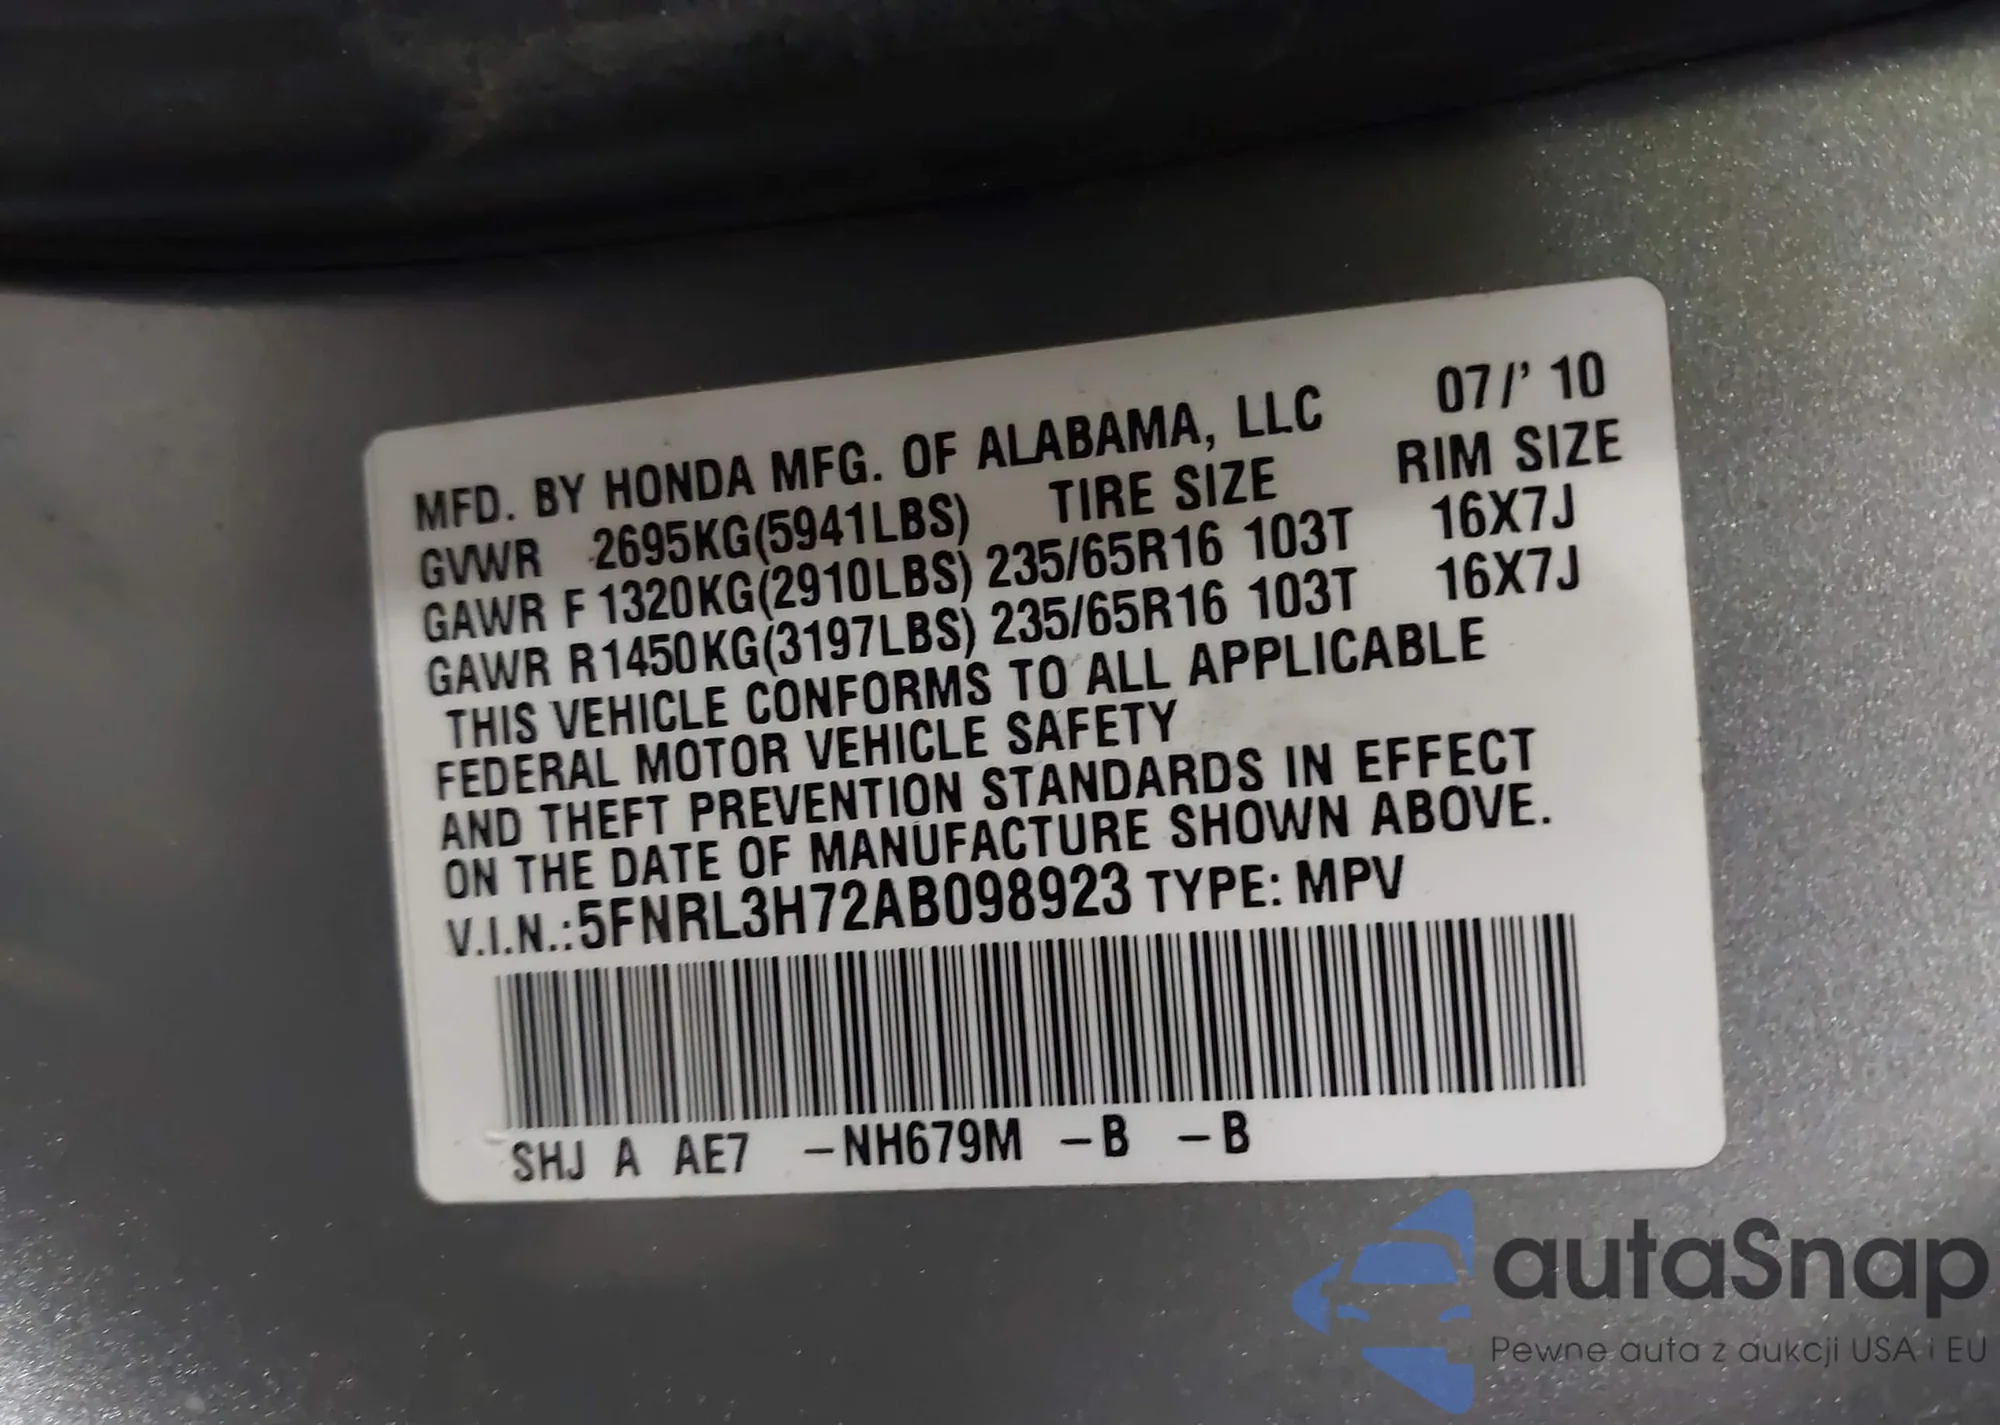 MFD. BY HONDA MFG. OF ALABAMA, LLC 07/' 10
GVWR 2695KG(5941LBS) TIRE SIZE RIM SIZE
GAWR F 1320KG(2910LBS) 235/65R16 103T 16X7J
GAWR R1450KG(3197LBS) 235/65R16 103T 16X7J
THIS VEHICLE CONFORMS TO ALL APPLICABLE
FEDERAL MOTOR VEHICLE SAFETY
AND THEFT PREVENTION STANDARDS IN EFFECT
ON THE DATE OF MANUFACTURE SHOWN ABOVE.
V.I.N.:5FNRL3H72AB098923 TYPE: MPV
SHJ A AE7 –NH679M –B –B
autaSnap
Pewne auta z aukcji USA i EU